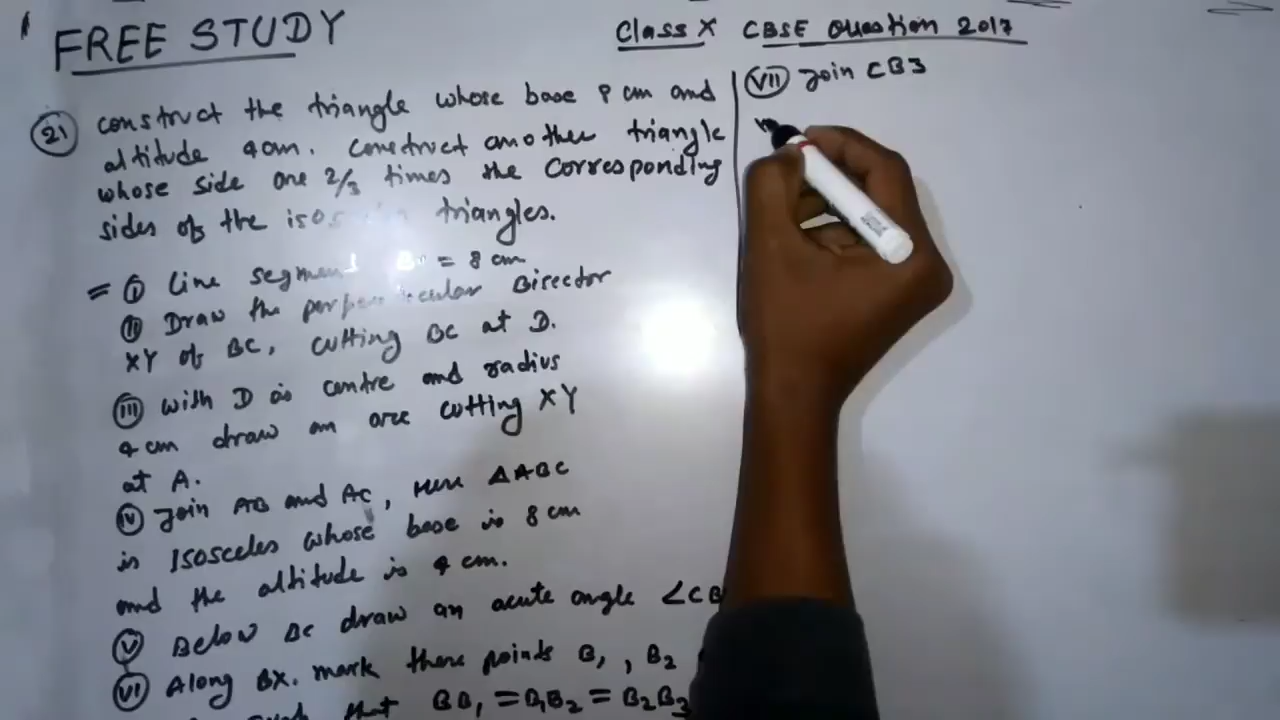 FREE STUDY
Class X CBSE Question 2017
21 construct the triangle whose base 8 cm and
altitude 4cm. construct another triangle
whose side are 2/3 times the corresponding
sides of the triangles.
= (i) Line = 8 cm
(ii) Draw the Bisector
XY of BC, cutting BC at D.
(iii) with D as centre and radius
4 cm draw an arc cutting XY
at A.
(iv) Join AB and AC, Here ΔABC
is Isosceles whose base is 8 cm
and the altitude is 4 cm.
(v) Below BC draw an acute angle
(vi) Along BX. mark there points B1, B2
that BB1 = B1B2 = B2B3
(VII) Join CB3